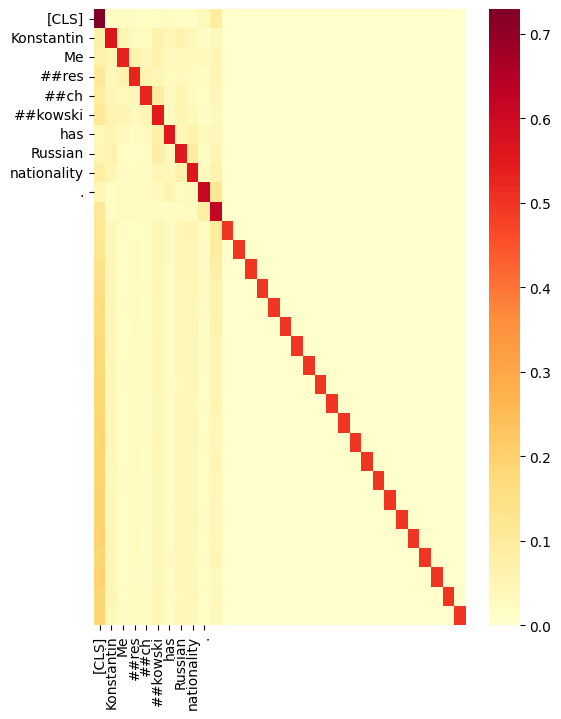 [CLS]
Konstantin
Me
##res
##ch
##kowski
has
Russian
nationality
.
0.7
0.6
0.5
0.4
0.3
0.2
0.1
0.0
[CLS]
Konstantin
Me
##res
##ch
##kowski
has
Russian
nationality
.